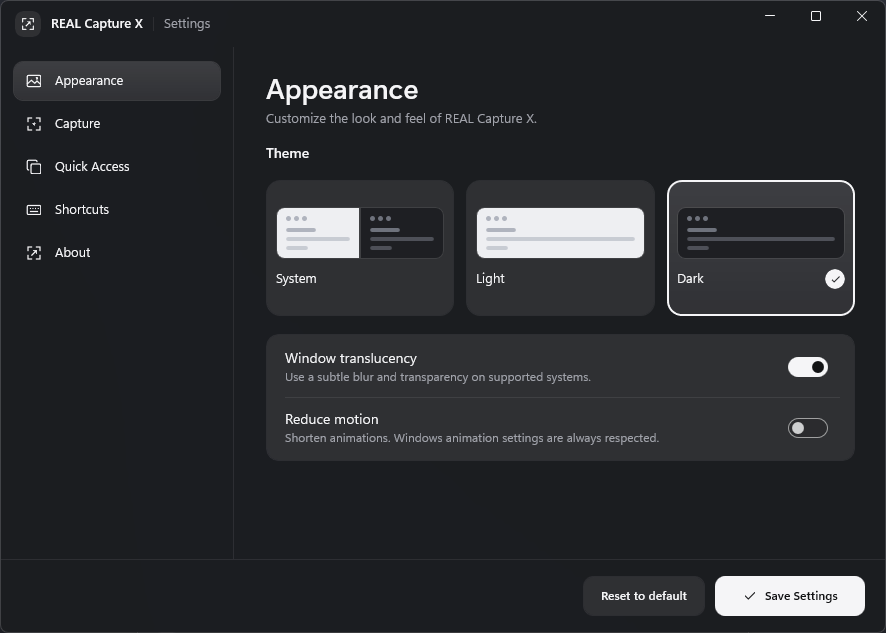 REAL Capture X
Settings
Appearance
Capture
Quick Access
Shortcuts
About
Appearance
Customize the look and feel of REAL Capture X.
Theme
System
Light
Dark
Window translucency
Use a subtle blur and transparency on supported systems.
Reduce motion
Shorten animations. Windows animation settings are always respected.
Reset to default
Save Settings